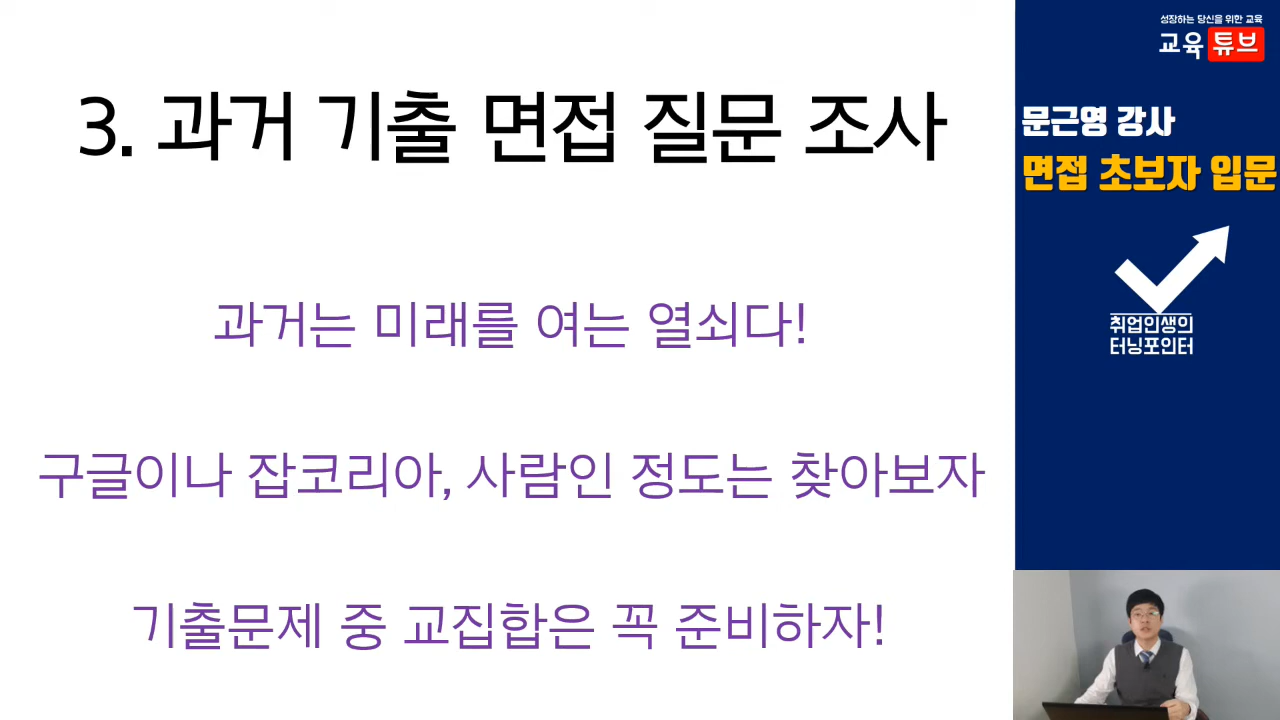 3. 과거 기출 면접 질문 조사
과거는 미래를 여는 열쇠다!
구글이나 잡코리아, 사람인 정도는 찾아보자
기출문제 중 교집합은 꼭 준비하자!
성장하는 당신을 위한 교육
교육 튜브
문근영 강사
면접 초보자 입문
취업인생의
터닝포인터